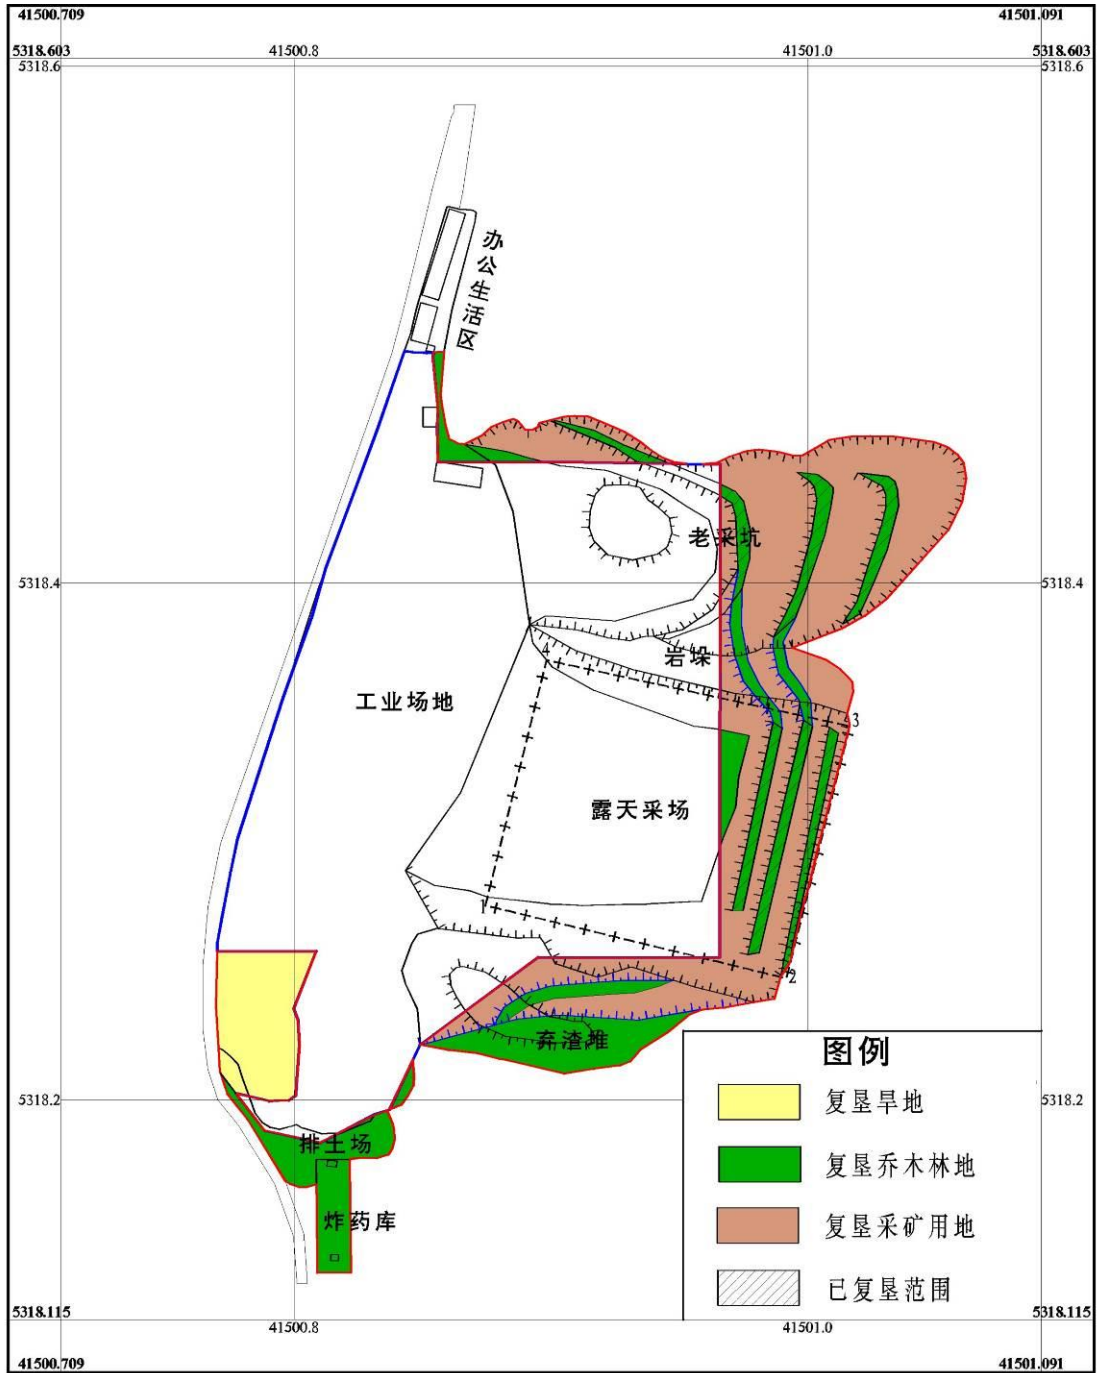 41500.709 41501.091
5318.603 41500.8 41501.0 5318.603
5318.6 5318.6
办公生活区
老采坑
5318.4 5318.4
岩垛
4
工业场地
3
露天采场
1
2
弃渣堆
图例
复垦旱地
5318.2 5318.2
排土场
复垦乔木林地
炸药库
复垦采矿用地
已复垦范围
5318.115 5318.115
41500.8 41501.0
41500.709 41501.091